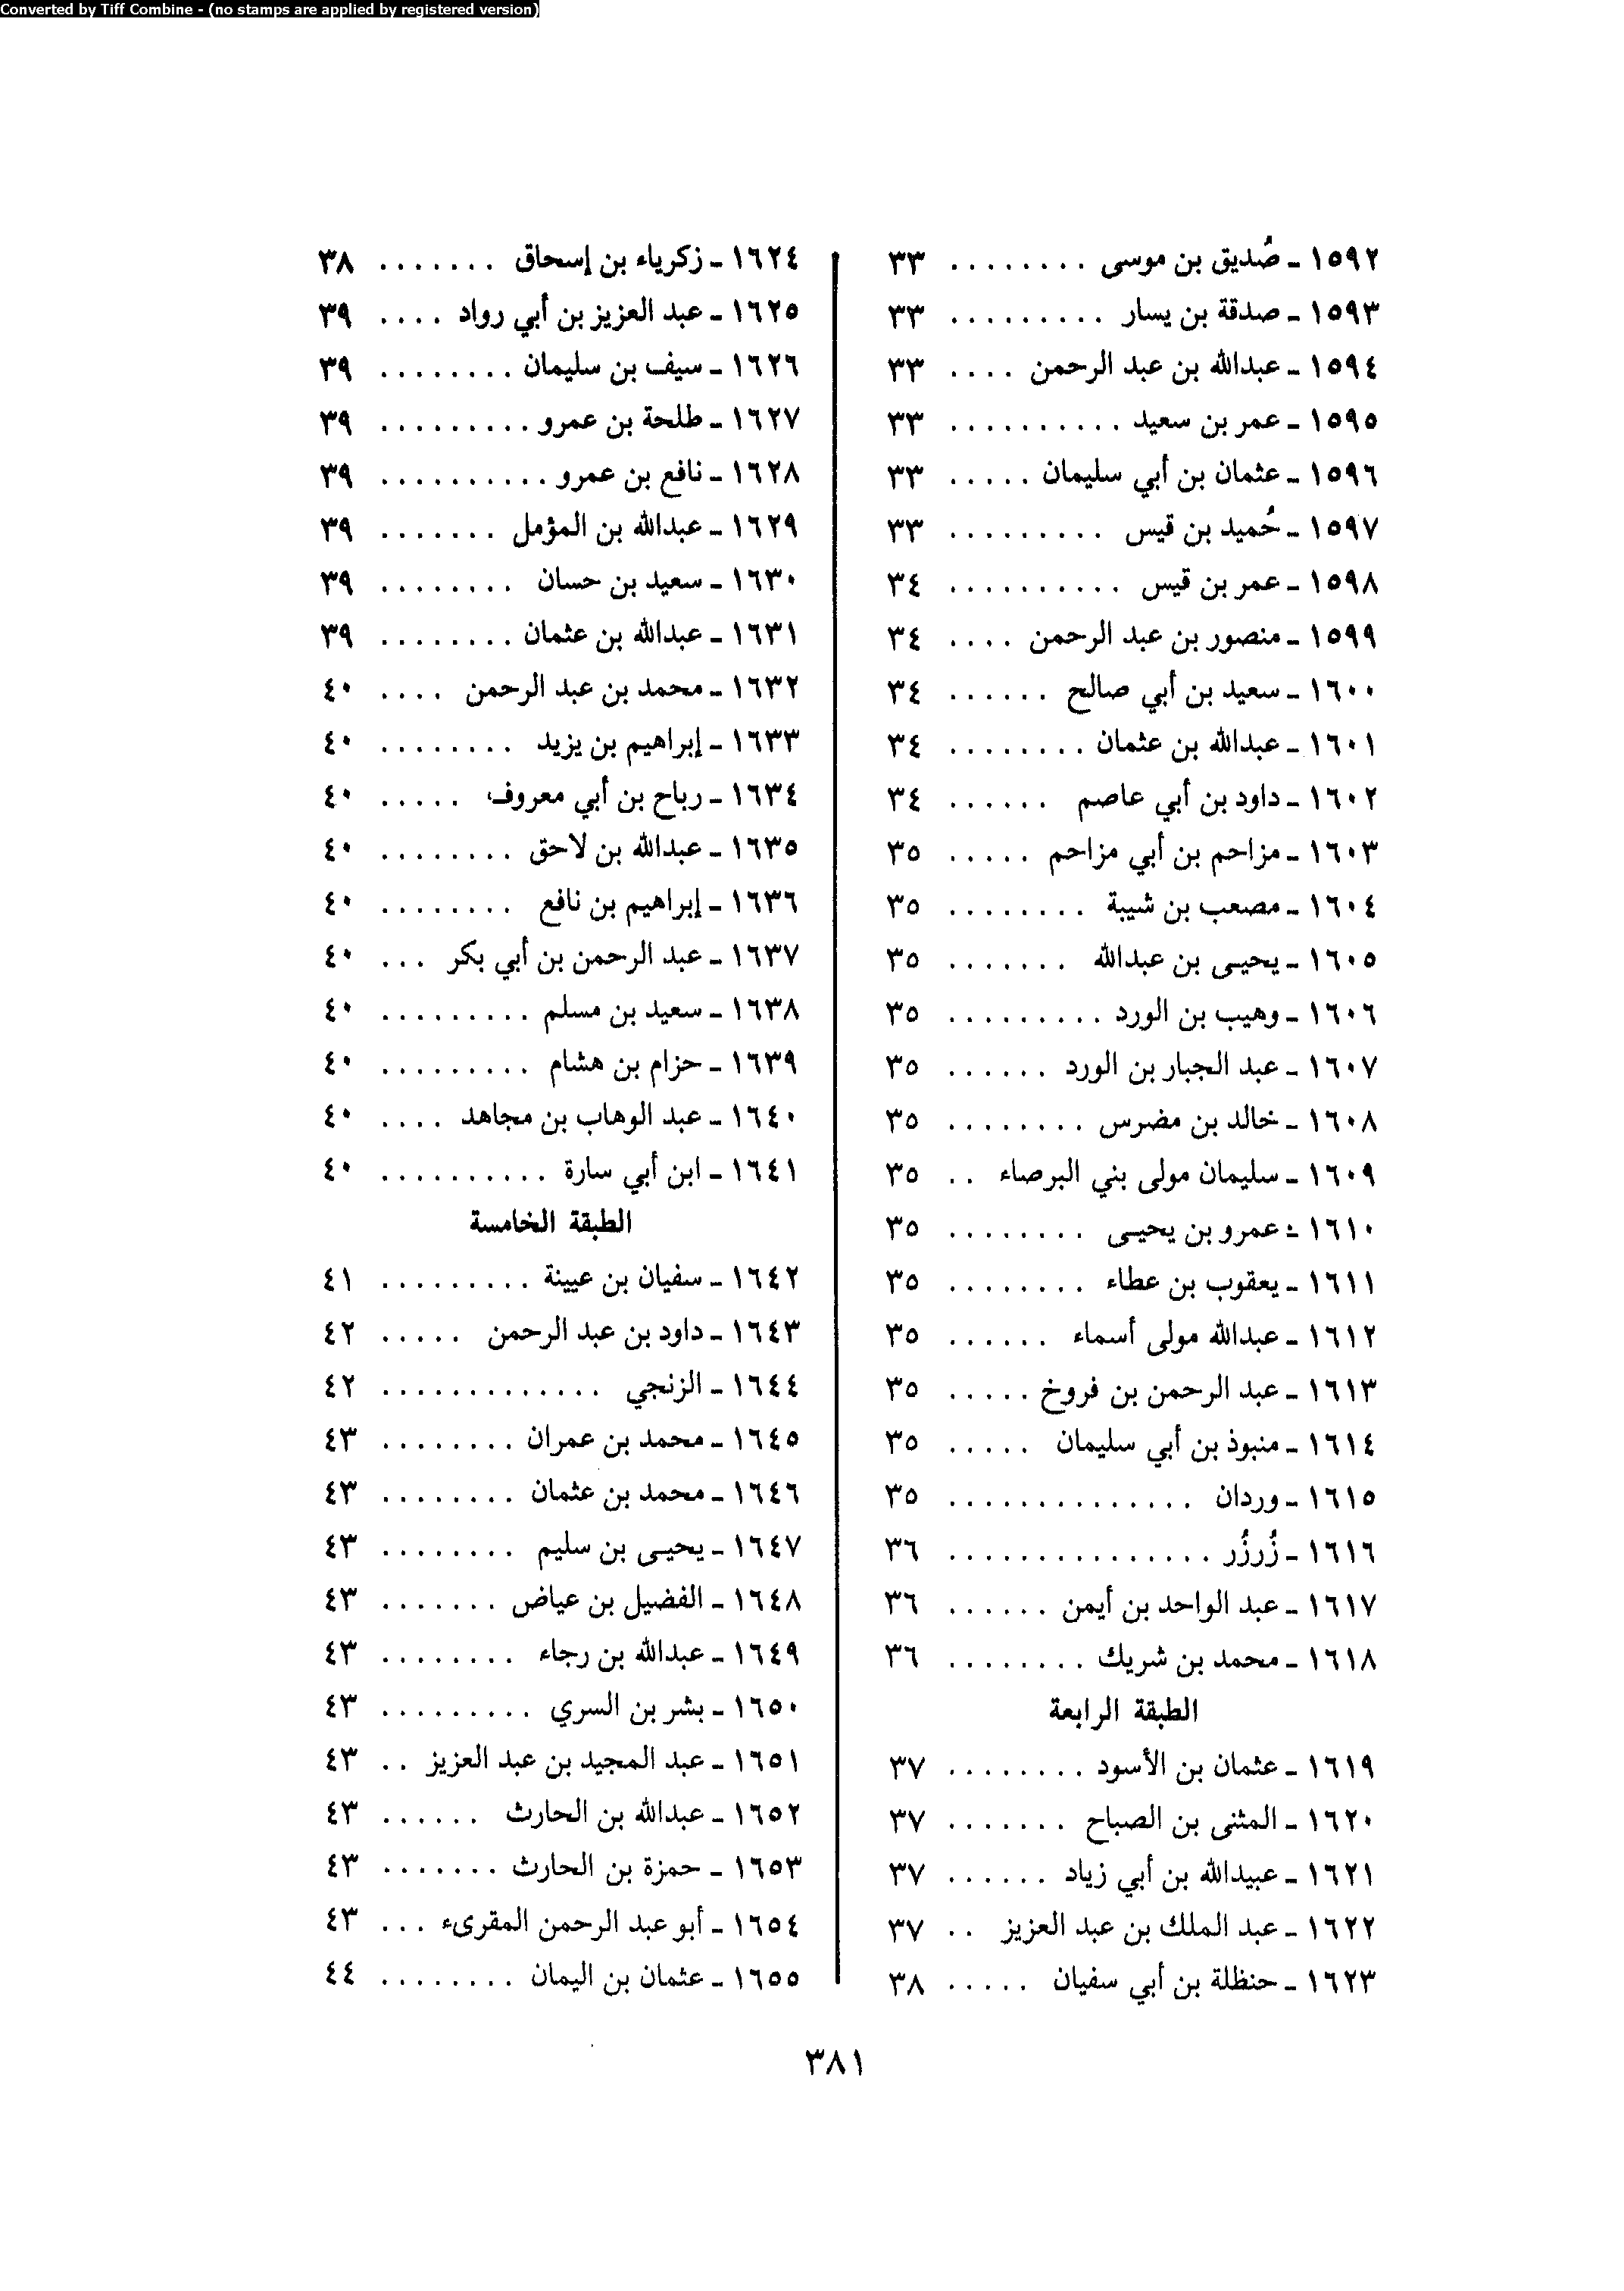 Converted by Tiff Combine - (no stamps are applied by registered version)
١٥٩٢ - صُديق بن موسى ........ ٣٣
١٥٩٣ - صدقة بن يسار ......... ٣٣
١٥٩٤ - عبدالله بن عبد الرحمن .... ٣٣
١٥٩٥ - عمر بن سعيد .......... ٣٣
١٥٩٦ - عثمان بن أبي سليمان ..... ٣٣
١٥٩٧ - حُميد بن قيس ......... ٣٣
١٥٩٨ - عمر بن قيس .......... ٣٤
١٥٩٩ - منصور بن عبد الرحمن .... ٣٤
١٦٠٠ - سعيد بن أبي صالح ...... ٣٤
١٦٠١ - عبدالله بن عثمان ........ ٣٤
١٦٠٢ - داود بن أبي عاصم ...... ٣٤
١٦٠٣ - مزاحم بن أبي مزاحم ..... ٣٥
١٦٠٤ - مصعب بن شيبة ........ ٣٥
١٦٠٥ - يحيى بن عبدالله ....... ٣٥
١٦٠٦ - وهيب بن الورد ......... ٣٥
١٦٠٧ - عبد الجبار بن الورد ...... ٣٥
١٦٠٨ - خالد بن مضرس ........ ٣٥
١٦٠٩ - سليمان مولى بني البرصاء .. ٣٥
١٦١٠ - عمرو بن يحيى ........ ٣٥
١٦١١ - يعقوب بن عطاء ........ ٣٥
١٦١٢ - عبدالله مولى أسماء ...... ٣٥
١٦١٣ - عبد الرحمن بن فروخ ..... ٣٥
١٦١٤ - منبوذ بن أبي سليمان ..... ٣٥
١٦١٥ - وردان .............. ٣٥
١٦١٦ - زُرزُر ............... ٣٦
١٦١٧ - عبد الواحد بن أيمن ...... ٣٦
١٦١٨ - محمد بن شريك ........ ٣٦
الطبقة الرابعة
١٦١٩ - عثمان بن الأسود ........ ٣٧
١٦٢٠ - المثنى بن الصباح ....... ٣٧
١٦٢١ - عبيدالله بن أبي زياد ...... ٣٧
١٦٢٢ - عبد الملك بن عبد العزيز .. ٣٧
١٦٢٣ - حنظلة بن أبي سفيان ..... ٣٨
١٦٢٤ - زكرياء بن إسحاق ....... ٣٨
١٦٢٥ - عبد العزيز بن أبي رواد .... ٣٩
١٦٢٦ - سيف بن سليمان ........ ٣٩
١٦٢٧ - طلحة بن عمرو ......... ٣٩
١٦٢٨ - نافع بن عمرو .......... ٣٩
١٦٢٩ - عبدالله بن المؤمل ....... ٣٩
١٦٣٠ - سعيد بن حسان ........ ٣٩
١٦٣١ - عبدالله بن عثمان ........ ٣٩
١٦٣٢ - محمد بن عبد الرحمن .... ٤٠
١٦٣٣ - إبراهيم بن يزيد ........ ٤٠
١٦٣٤ - رباح بن أبي معروف ..... ٤٠
١٦٣٥ - عبدالله بن لاحق ........ ٤٠
١٦٣٦ - إبراهيم بن نافع ........ ٤٠
١٦٣٧ - عبد الرحمن بن أبي بكر ... ٤٠
١٦٣٨ - سعيد بن مسلم ......... ٤٠
١٦٣٩ - حزام بن هشام ......... ٤٠
١٦٤٠ - عبد الوهاب بن مجاهد .... ٤٠
١٦٤١ - ابن أبي سارة .......... ٤٠
الطبقة الخامسة
١٦٤٢ - سفيان بن عيينة ......... ٤١
١٦٤٣ - داود بن عبد الرحمن ..... ٤٢
١٦٤٤ - الزنجي ............. ٤٢
١٦٤٥ - محمد بن عمران ........ ٤٣
١٦٤٦ - محمد بن عثمان ........ ٤٣
١٦٤٧ - يحيى بن سليم ........ ٤٣
١٦٤٨ - الفضيل بن عياض ....... ٤٣
١٦٤٩ - عبدالله بن رجاء ........ ٤٣
١٦٥٠ - بشر بن السري ......... ٤٣
١٦٥١ - عبد المجيد بن عبد العزيز .. ٤٣
١٦٥٢ - عبدالله بن الحارث ...... ٤٣
١٦٥٣ - حمزة بن الحارث ....... ٤٣
١٦٥٤ - أبو عبد الرحمن المقرىء ... ٤٣
١٦٥٥ - عثمان بن اليمان ........ ٤٤
٣٨١